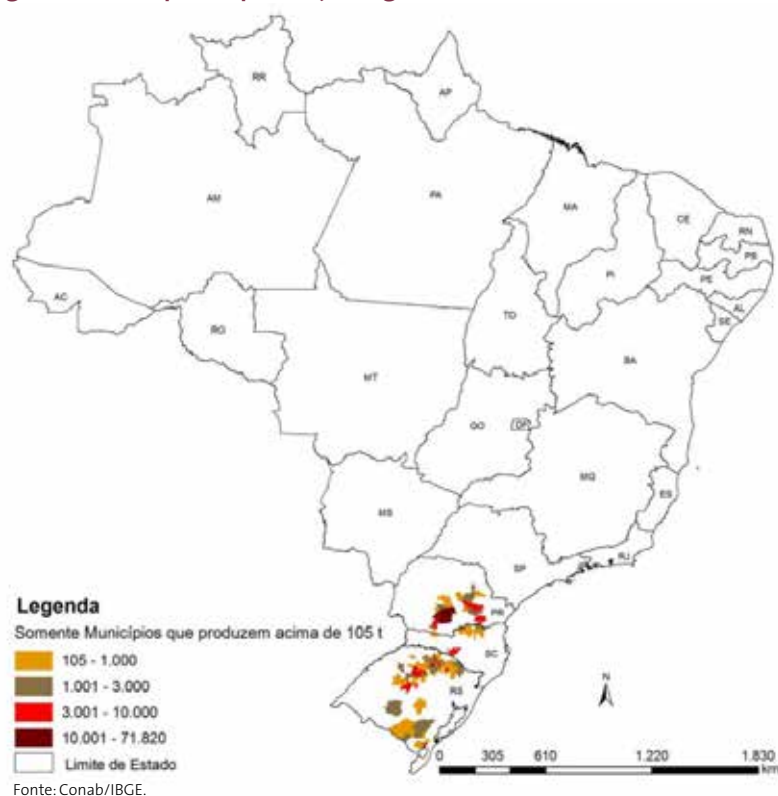 RR
AP
AM
PA
MA
CE
RN
PB
PI
PE
AC
AL
TO
SE
RO
BA
MT
GO
DF
MG
ES
MS
SP
RJ
PR
SC
RS
Legenda
Somente Municípios que produzem acima de 105 t
105 - 1.000
1.001 - 3.000
3.001 - 10.000
10.001 - 71.820
Limite de Estado
N
0 305 610 1.220 1.830
km
Fonte: Conab/IBGE.